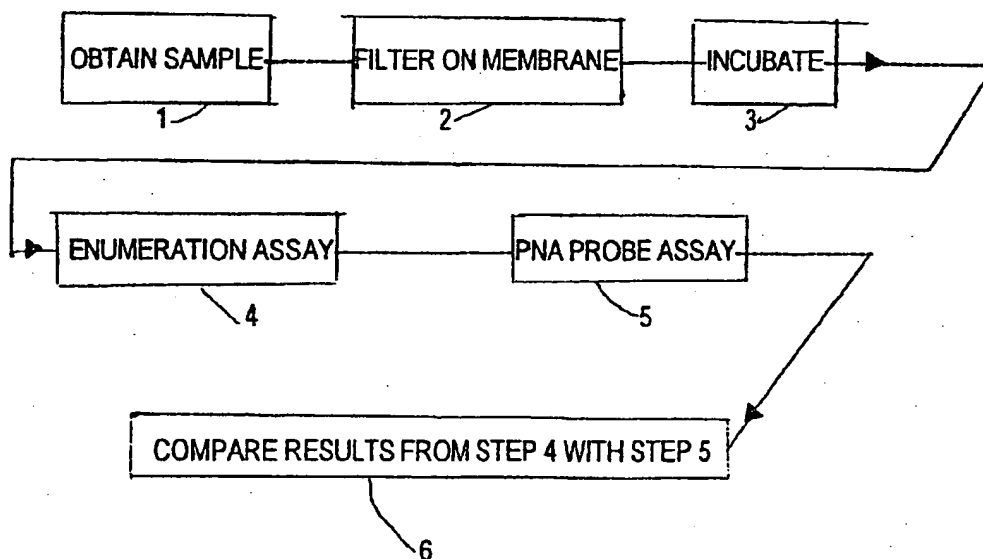 OBTAIN SAMPLE
FILTER ON MEMBRANE
INCUBATE
1
2
3
ENUMERATION ASSAY
PNA PROBE ASSAY
4
5
COMPARE RESULTS FROM STEP 4 WITH STEP 5
6